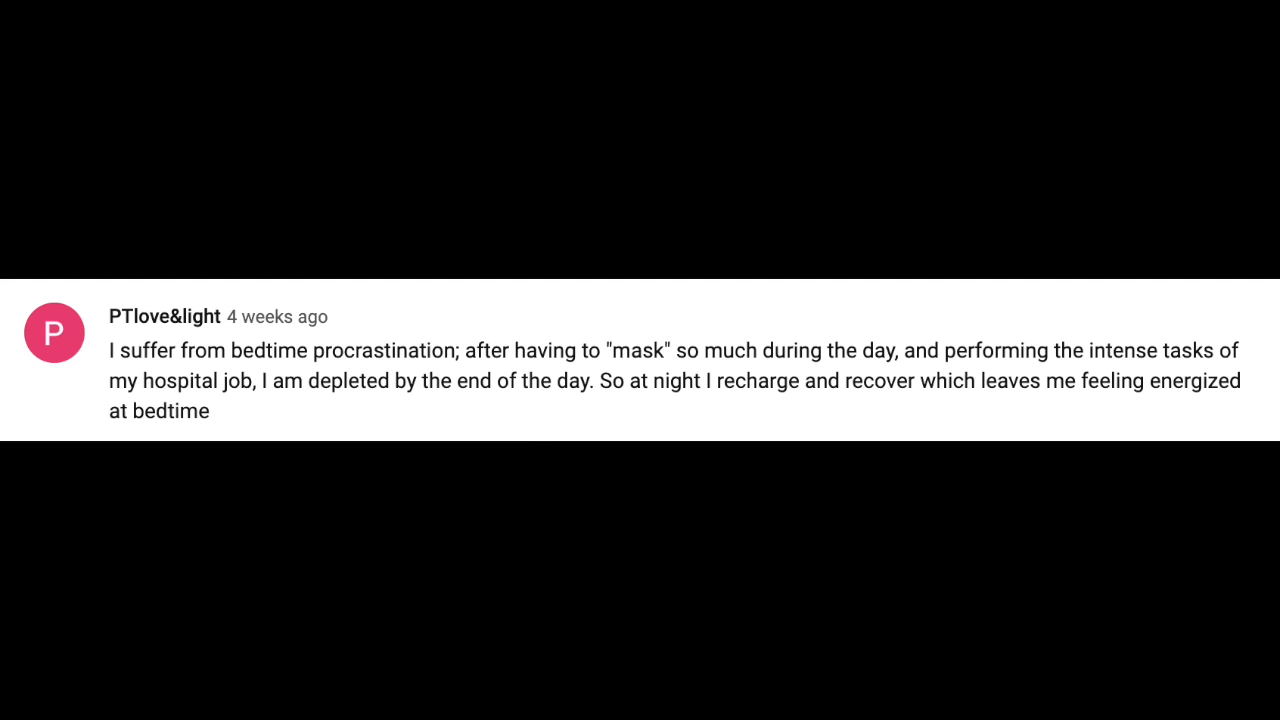 P
PTlove&light 4 weeks ago
I suffer from bedtime procrastination; after having to "mask" so much during the day, and performing the intense tasks of
my hospital job, I am depleted by the end of the day. So at night I recharge and recover which leaves me feeling energized
at bedtime